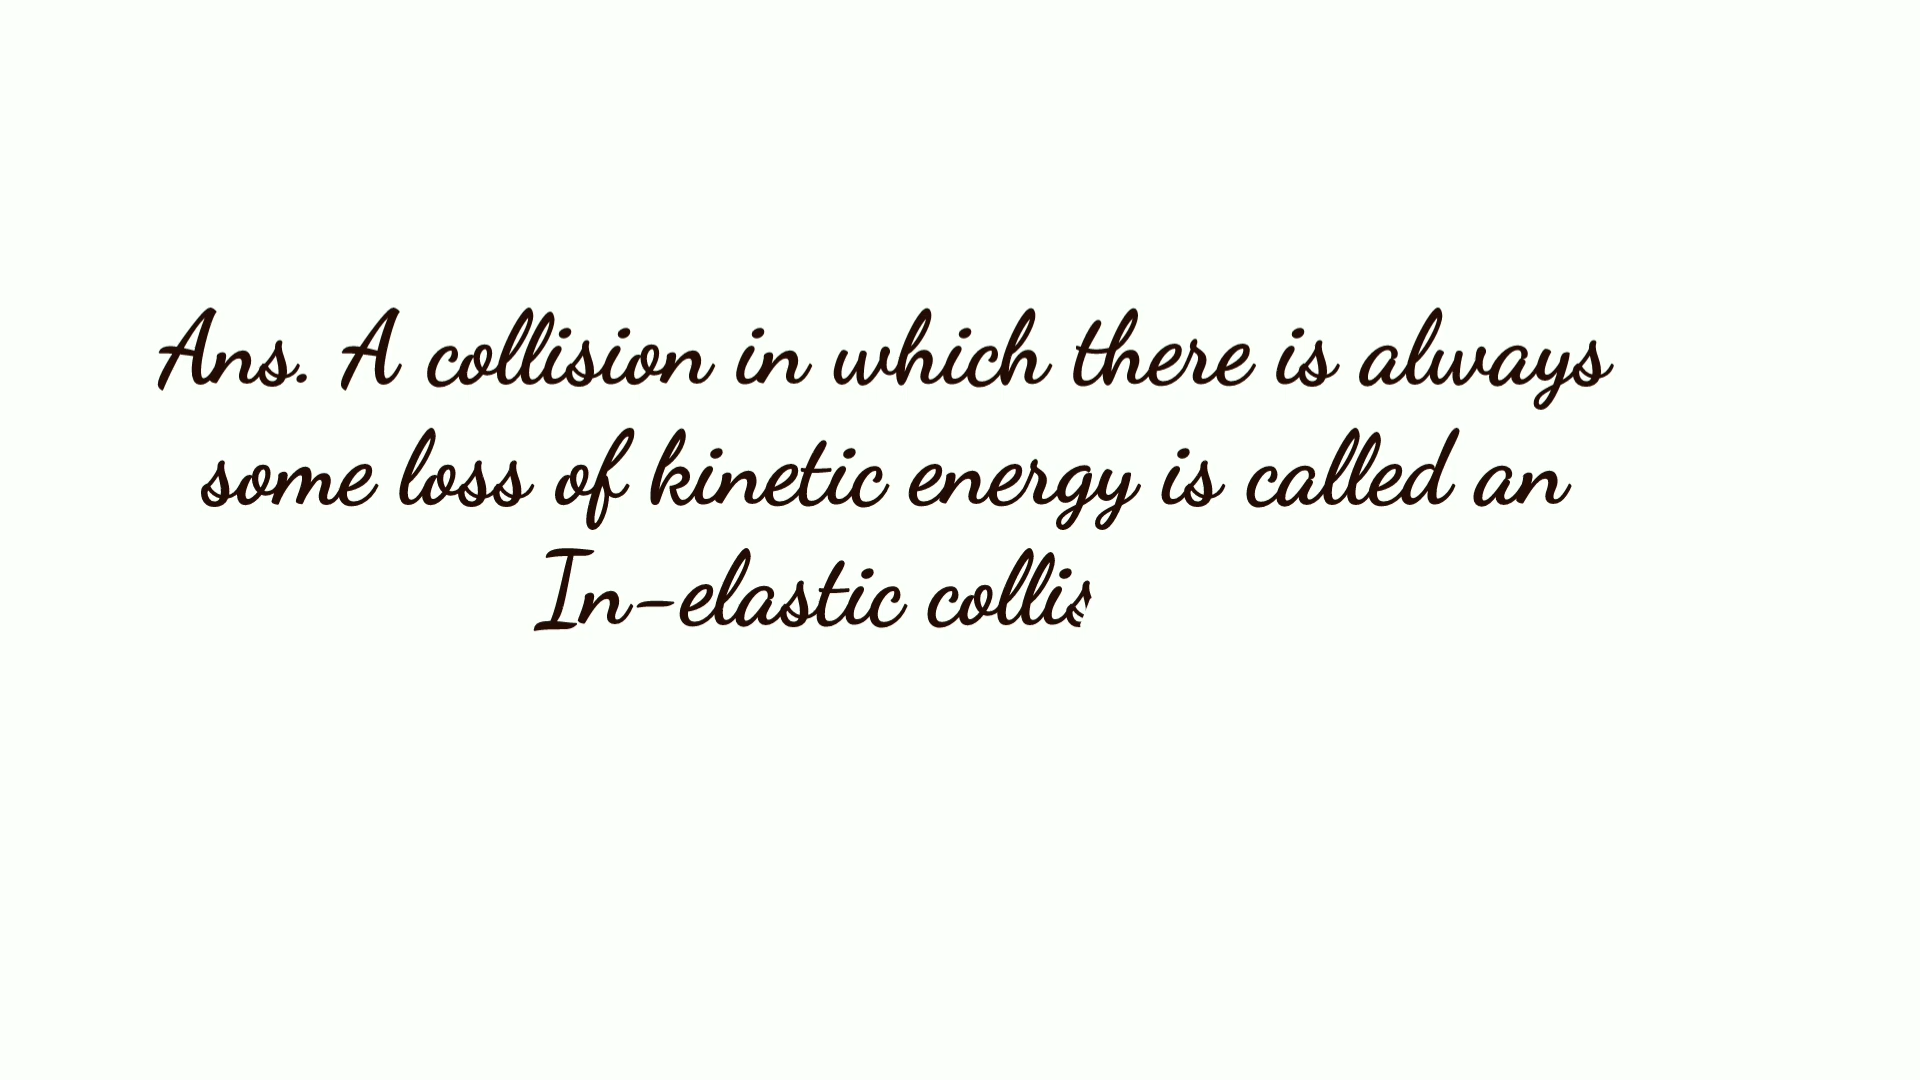 Ans. A collision in which there is always
some loss of kinetic energy is called an
In-elastic collis